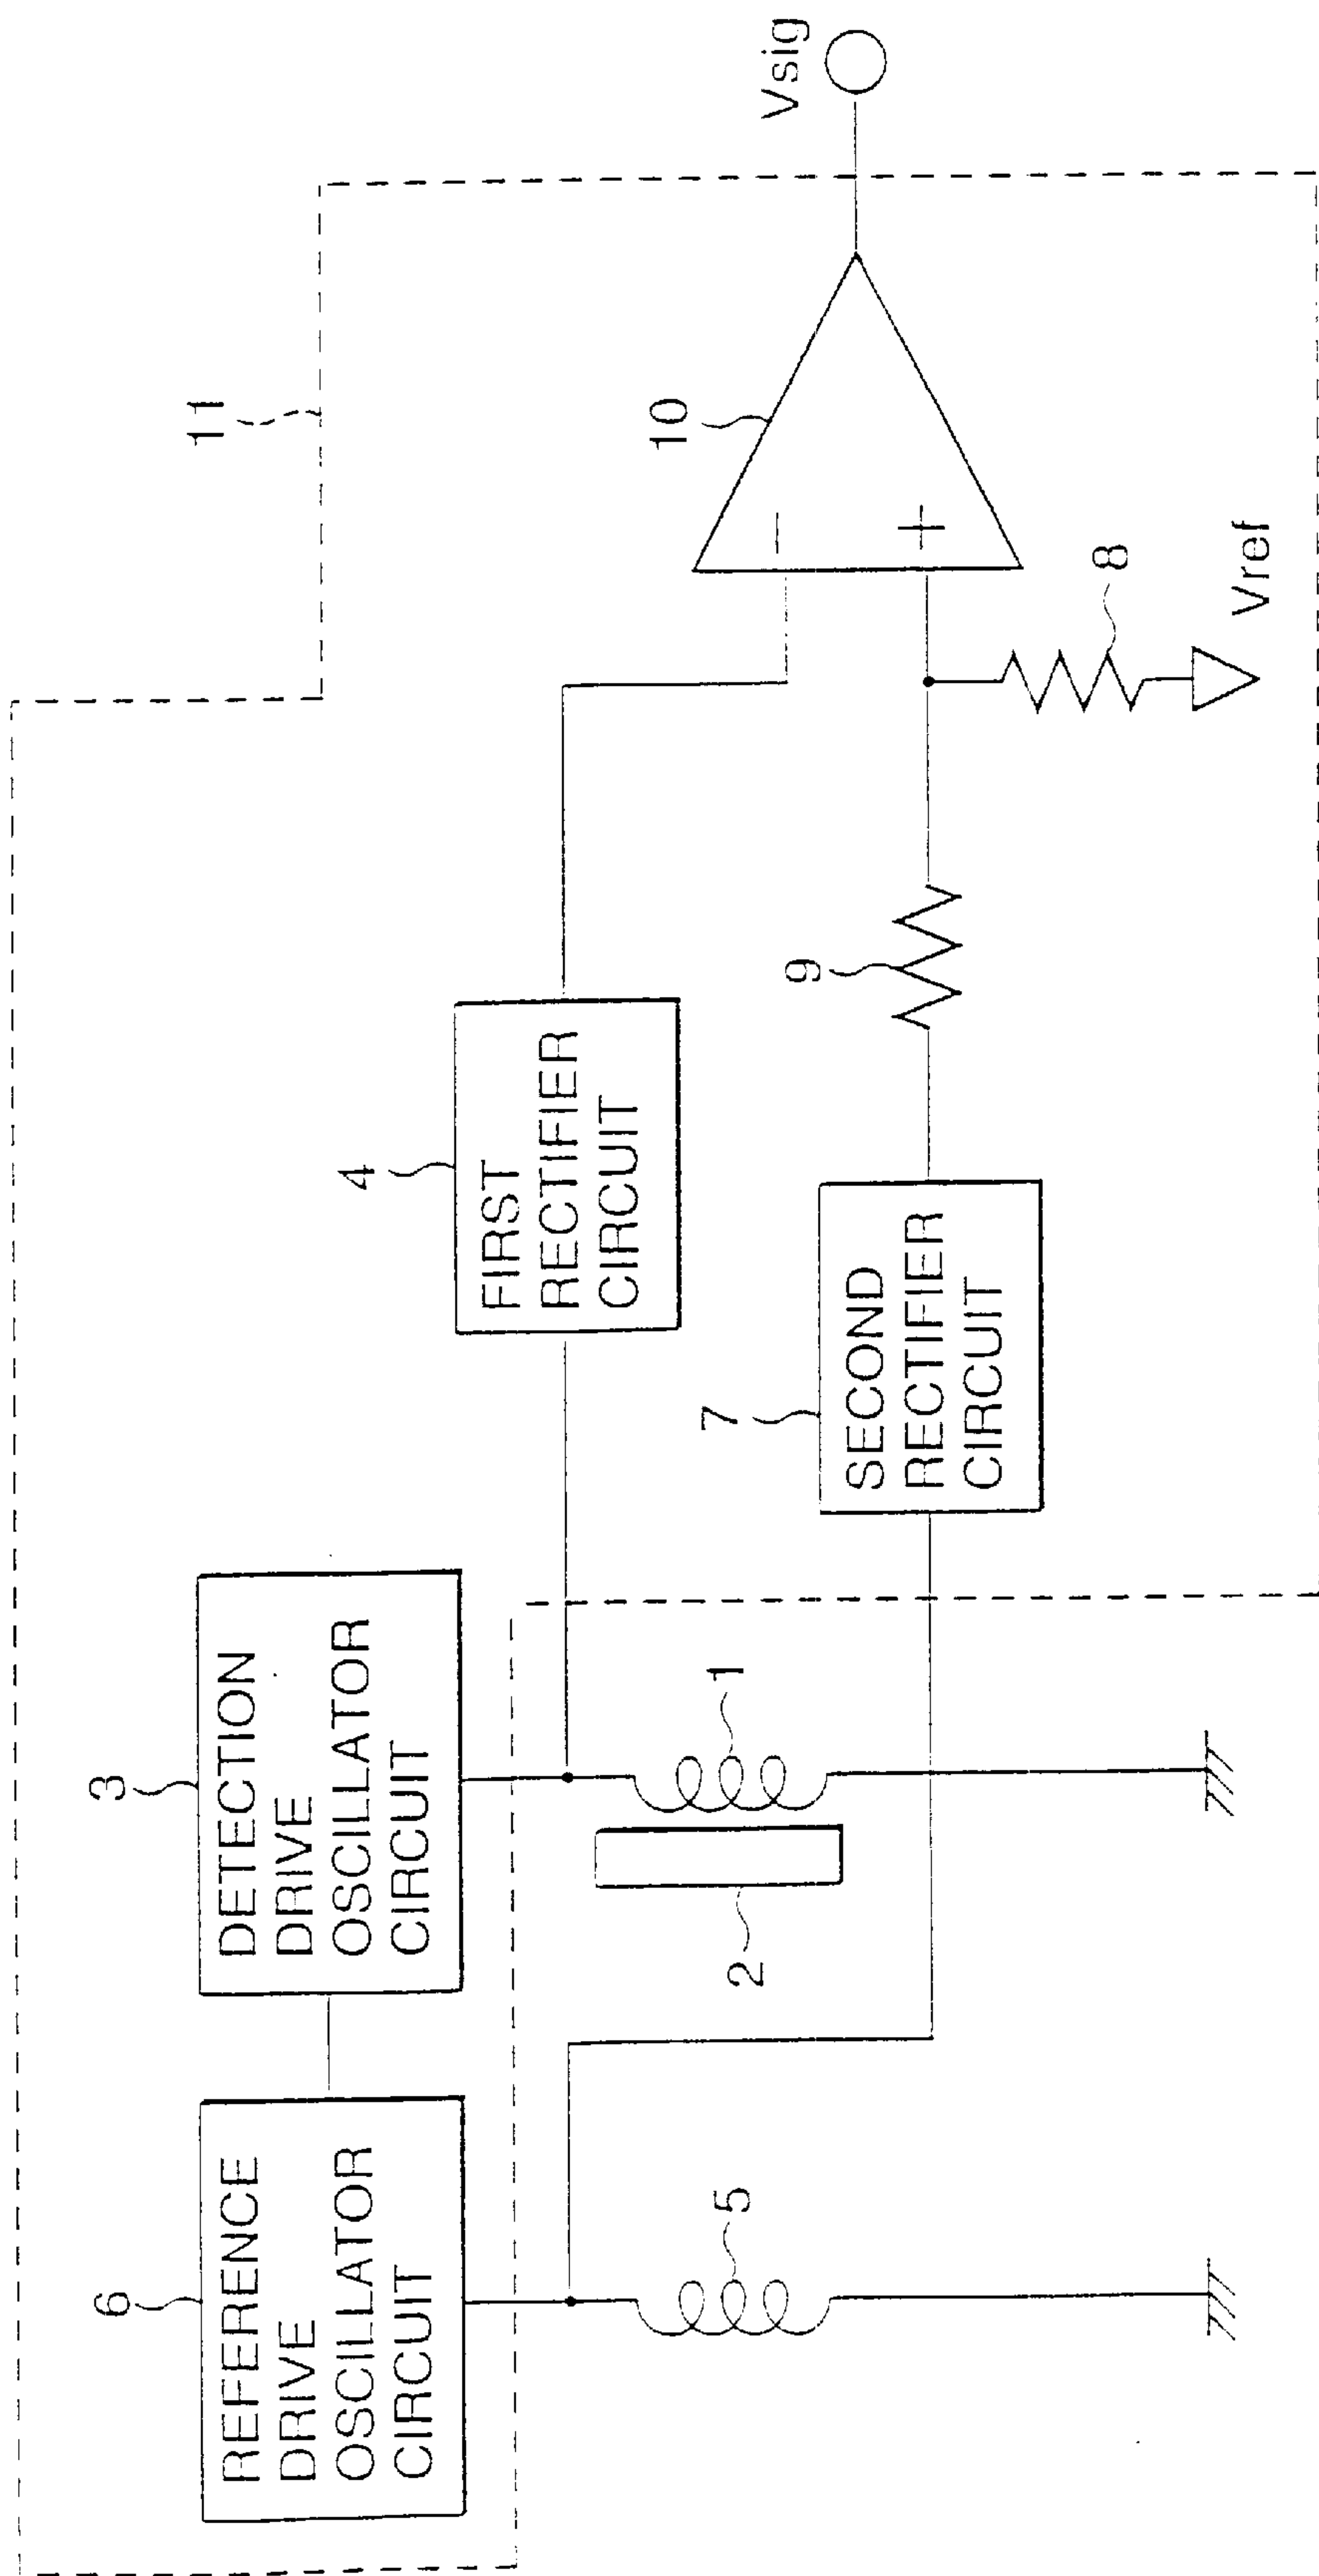 11
6
REFERENCE
DRIVE
OSCILLATOR
CIRCUIT
3
DETECTION
DRIVE
OSCILLATOR
CIRCUIT
4
FIRST
RECTIFIER
CIRCUIT
10
−
+
Vsig
5
2
1
7
SECOND
RECTIFIER
CIRCUIT
9
8
Vref